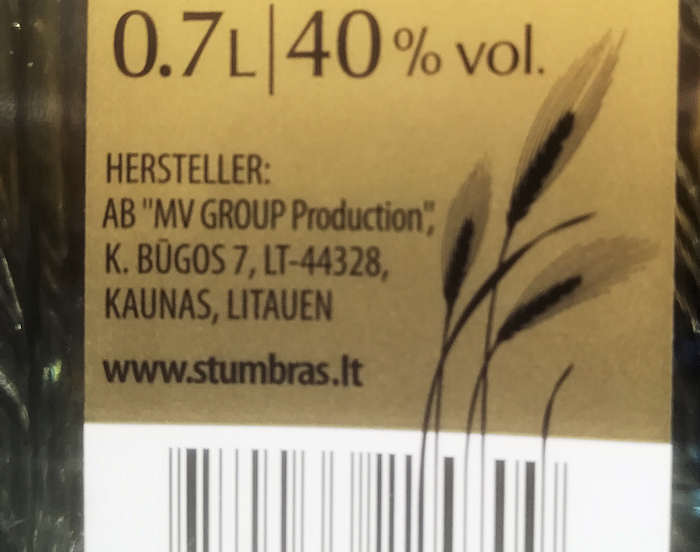 0.7L|40% vol.
HERSTELLER:
AB "MV GROUP Production",
K. BŪGOS 7, LT-44328,
KAUNAS, LITAUEN
www.stumbras.lt